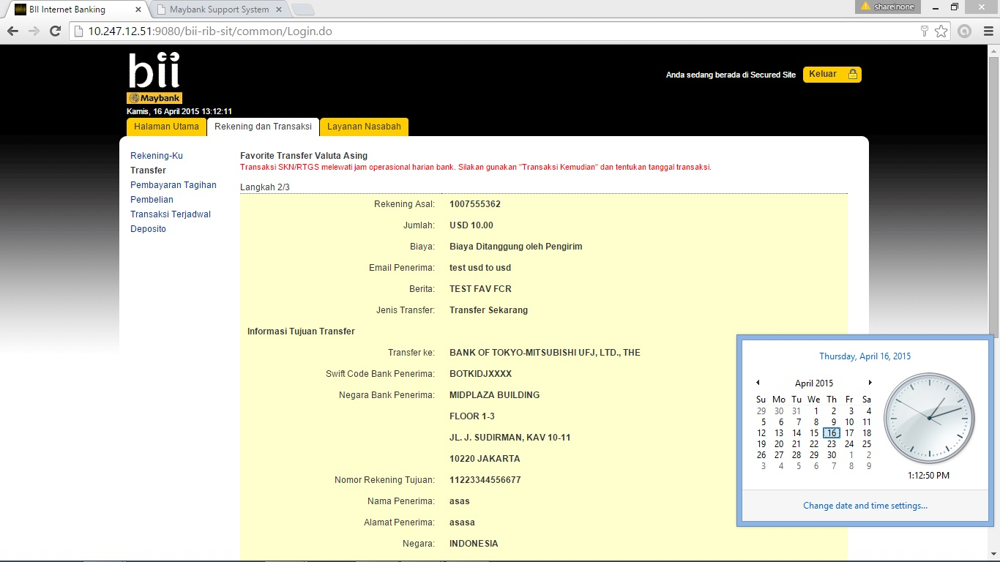 BII Internet Banking
Maybank Support System
shareinone
10.247.12.51:9080/bii-rib-sit/common/Login.do
bii
Maybank
Anda sedang berada di Secured Site
Keluar
Kamis, 16 April 2015 13:12:11
Halaman Utama
Rekening dan Transaksi
Layanan Nasabah
Rekening-Ku
Transfer
Pembayaran Tagihan
Pembelian
Transaksi Terjadwal
Deposito
Favorite Transfer Valuta Asing
Transaksi SKN/RTGS melewati jam operasional harian bank. Silakan gunakan "Transaksi Kemudian" dan tentukan tanggal transaksi.
Langkah 2/3
Rekening Asal: 1007555362
Jumlah: USD 10.00
Biaya: Biaya Ditanggung oleh Pengirim
Email Penerima: test usd to usd
Berita: TEST FAV FCR
Jenis Transfer: Transfer Sekarang
Informasi Tujuan Transfer
Transfer ke: BANK OF TOKYO-MITSUBISHI UFJ, LTD., THE
Swift Code Bank Penerima: BOTKIDJXXXX
Negara Bank Penerima: MIDPLAZA BUILDING
FLOOR 1-3
JL. J. SUDIRMAN, KAV 10-11
10220 JAKARTA
Nomor Rekening Tujuan: 11223344556677
Nama Penerima: asas
Alamat Penerima: asasa
Negara: INDONESIA
Thursday, April 16, 2015
April 2015
Su Mo Tu We Th Fr Sa
29 30 31 1 2 3 4
5 6 7 8 9 10 11
12 13 14 15 16 17 18
19 20 21 22 23 24 25
26 27 28 29 30 1 2
3 4 5 6 7 8 9
1:12:50 PM
Change date and time settings...